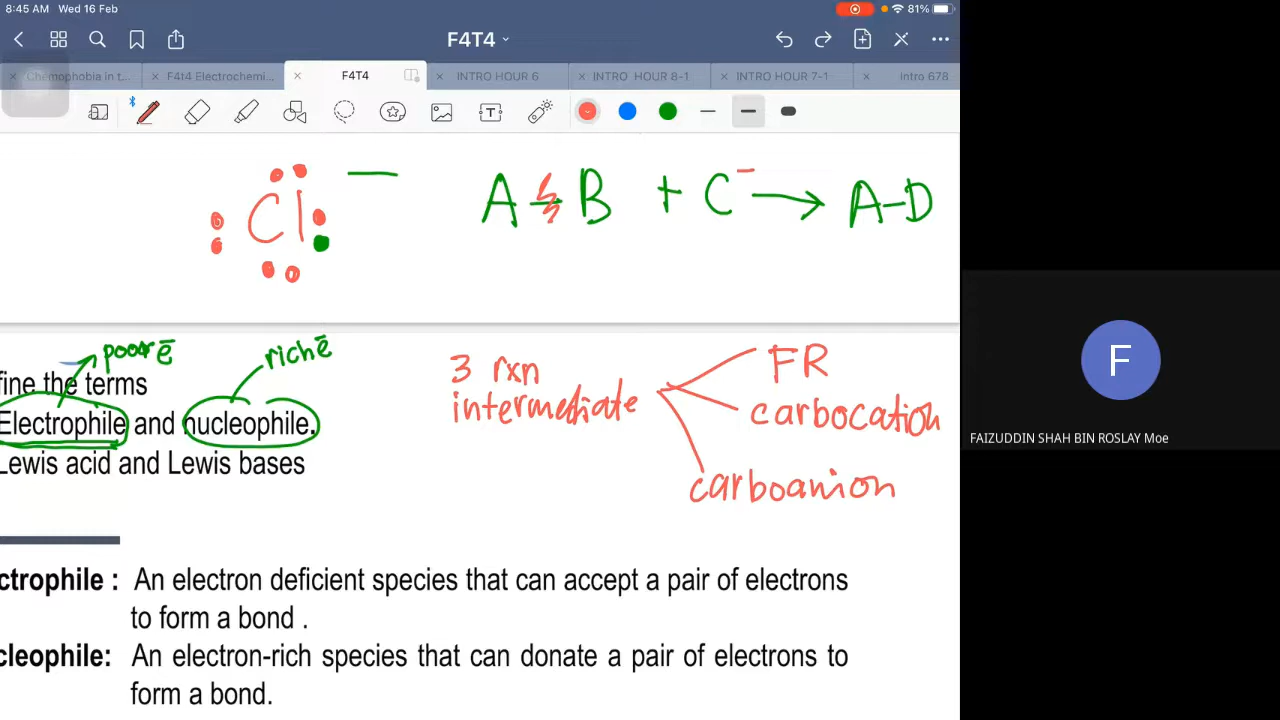 8:45 AM Wed 16 Feb
81%
F4T4
Chemophobia in t...
F4t4 Electrochemi...
F4T4
INTRO HOUR 6
INTRO HOUR 8-1
INTRO HOUR 7-1
Intro 678
T
Cl
A-B + C⁻ → A-D
poor ē
rich ē
fine the terms
Electrophile and nucleophile.
Lewis acid and Lewis bases
3 rxn
intermediate
FR
carbocation
carboanion
ctrophile : An electron deficient species that can accept a pair of electrons
to form a bond .
cleophile: An electron-rich species that can donate a pair of electrons to
form a bond.
F
FAIZUDDIN SHAH BIN ROSLAY Moe